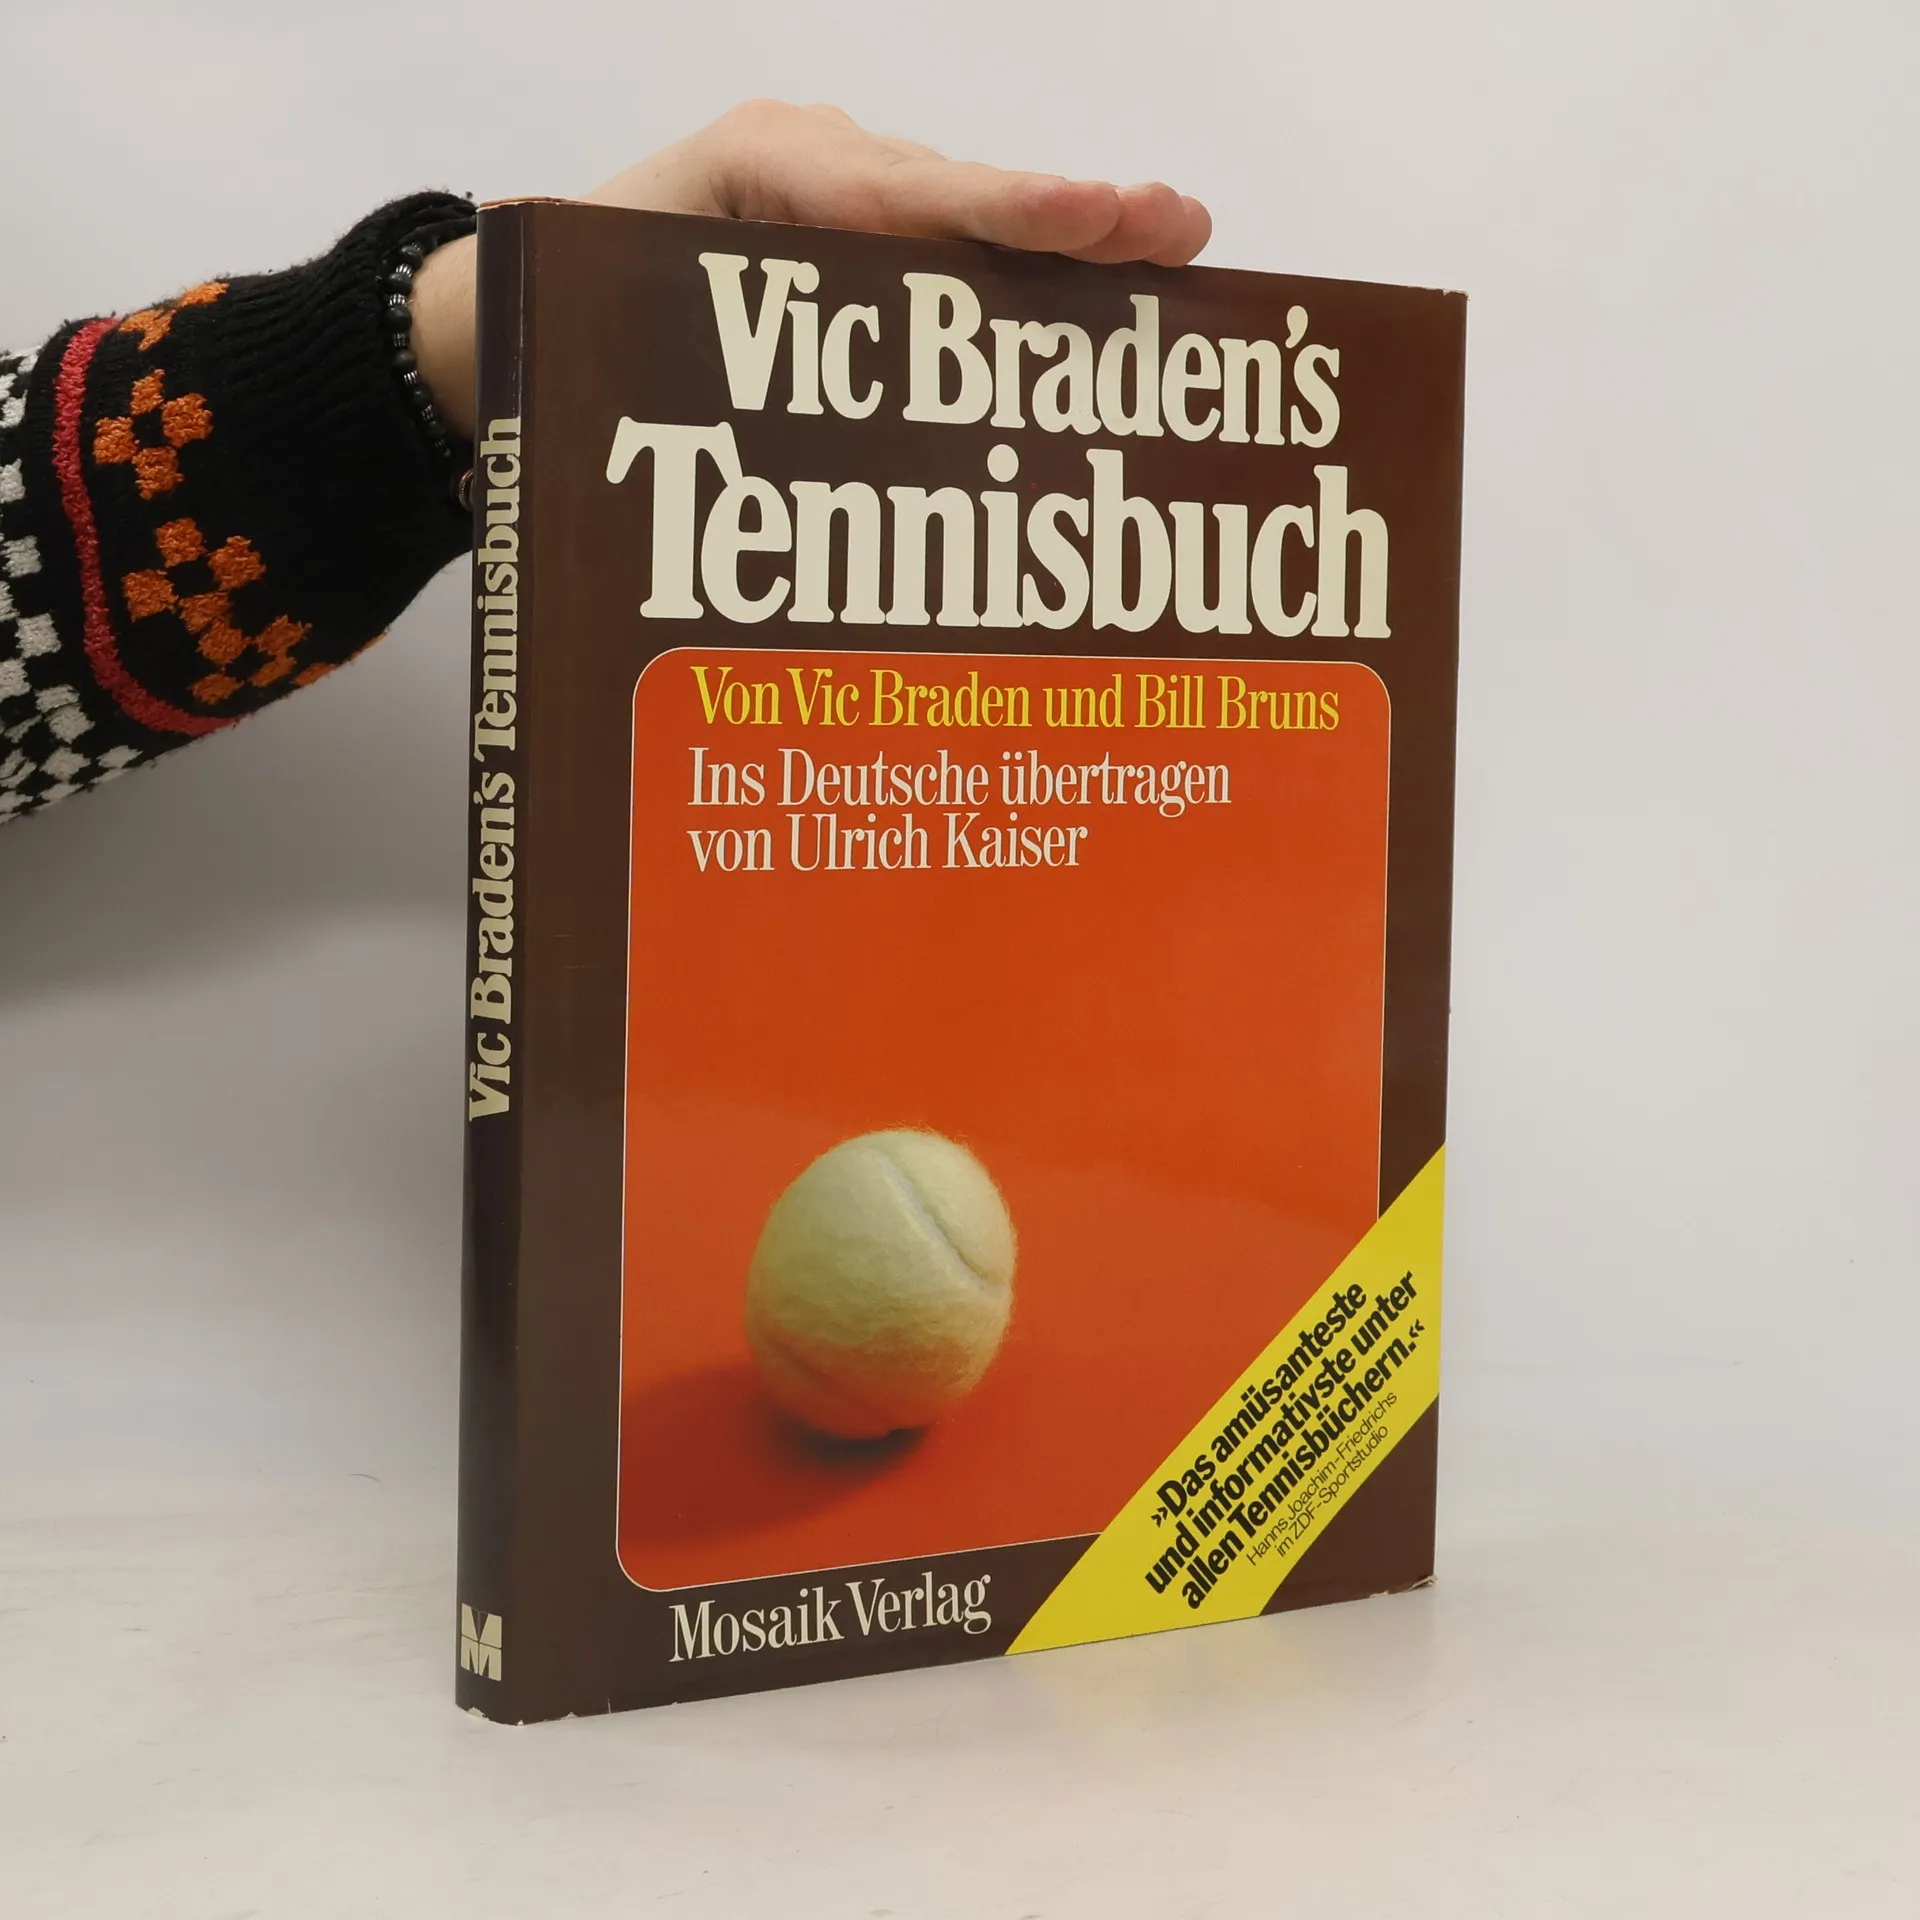 Vic Braden's
Tennisbuch
Von Vic Braden und Bill Bruns
Ins Deutsche übertragen
von Ulrich Kaiser
»Das amüsanteste
und informativste unter
allen Tennisbüchern.«
Hanns Joachim-Friedrichs
im ZDF-Sportstudio
Mosaik Verlag
Vic Braden's Tennisbuch
M